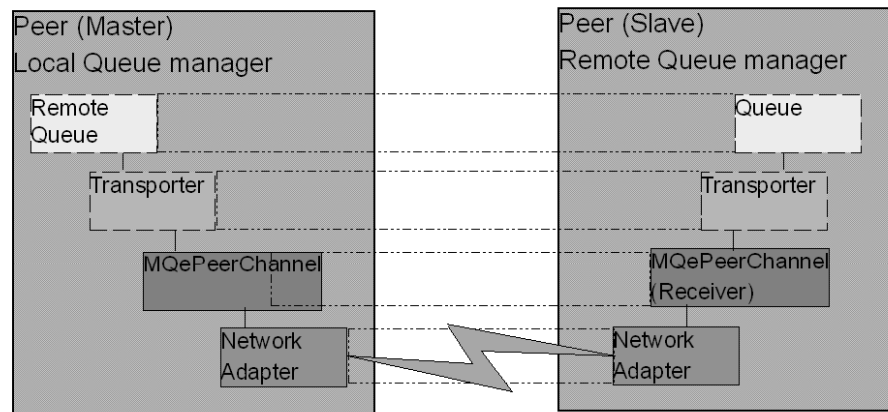 Peer (Master)
Local Queue manager
Remote
Queue
Transporter
MQePeerChannel
Network
Adapter
Peer (Slave)
Remote Queue manager
Queue
Transporter
MQePeerChannel
(Receiver)
Network
Adapter